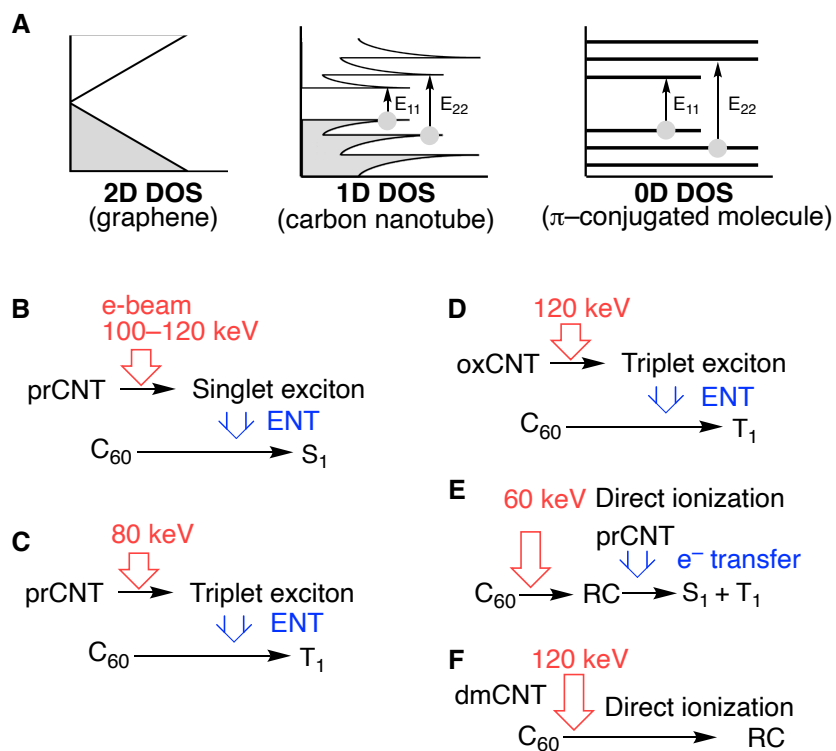 A
E₁₁
E₂₂
E₁₁
E₂₂
2D DOS
(graphene)
1D DOS
(carbon nanotube)
0D DOS
(π–conjugated molecule)
B
e-beam
100–120 keV
prCNT
Singlet exciton
ENT
C₆₀
S₁
C
80 keV
prCNT
Triplet exciton
ENT
C₆₀
T₁
D
120 keV
oxCNT
Triplet exciton
ENT
C₆₀
T₁
E
60 keV Direct ionization
prCNT
e⁻ transfer
C₆₀
RC
S₁ + T₁
F
120 keV
dmCNT
Direct ionization
C₆₀
RC